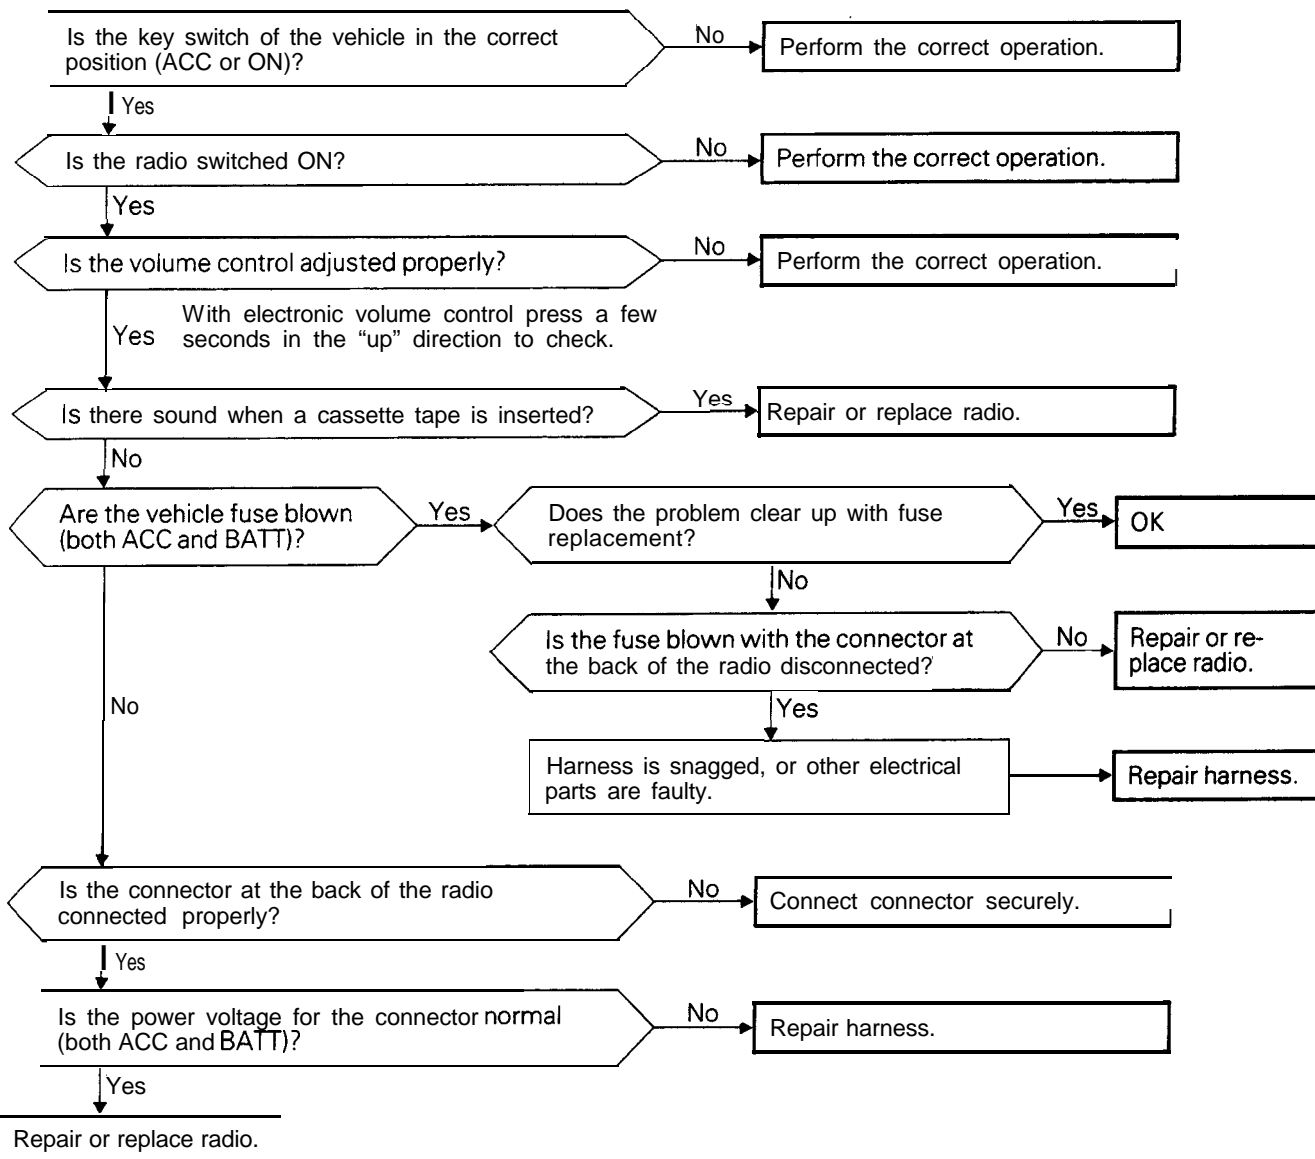 Is the key switch of the vehicle in the correct
position (ACC or ON)?
No
Perform the correct operation.
Yes
Is the radio switched ON?
No
Perform the correct operation.
Yes
Is the volume control adjusted properly?
No
Perform the correct operation.
Yes
With electronic volume control press a few
seconds in the “up” direction to check.
Is there sound when a cassette tape is inserted?
Yes
Repair or replace radio.
No
Are the vehicle fuse blown
(both ACC and BATT)?
Yes
Does the problem clear up with fuse
replacement?
Yes
OK
No
Is the fuse blown with the connector at
the back of the radio disconnected?
No
Repair or re-
place radio.
Yes
Harness is snagged, or other electrical
parts are faulty.
Repair harness.
No
Is the connector at the back of the radio
connected properly?
No
Connect connector securely.
Yes
Is the power voltage for the connector normal
(both ACC and BATT)?
No
Repair harness.
Yes
Repair or replace radio.